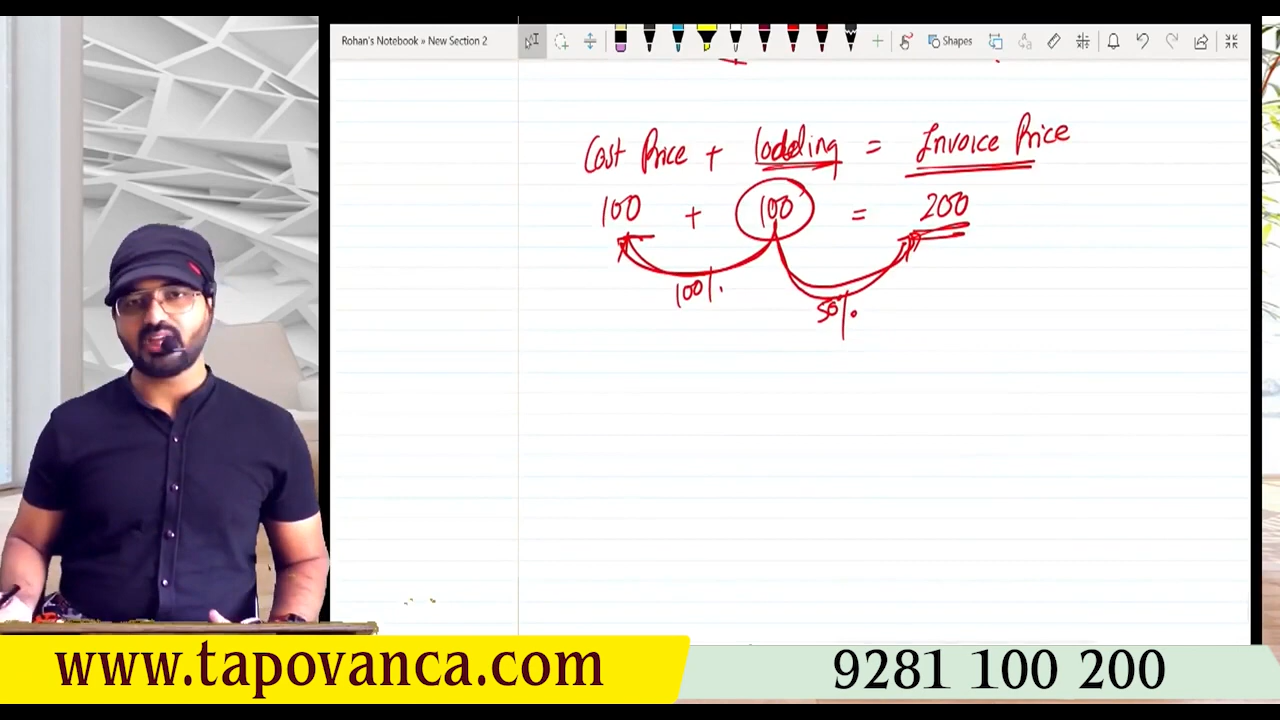 Rohan's Notebook » New Section 2
Shapes
Cost Price + loading = Invoice Price
100 + 100 = 200
100%.
50%.
www.tapovanca.com
9281 100 200